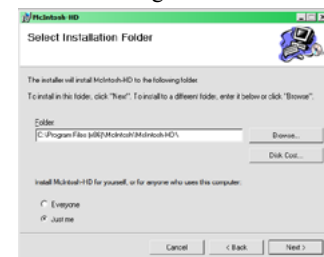 McIntosh-HD
Select Installation Folder
The installer will install McIntosh-HD to the following folder.
To install in this folder, click "Next". To install to a different folder, enter it below or click "Browse".
Folder:
C:\Program Files (x86)\McIntosh\McIntosh-HD\
Browse...
Disk Cost...
Install McIntosh-HD for yourself, or for anyone who uses this computer:
Everyone
Just me
Cancel
< Back
Next >